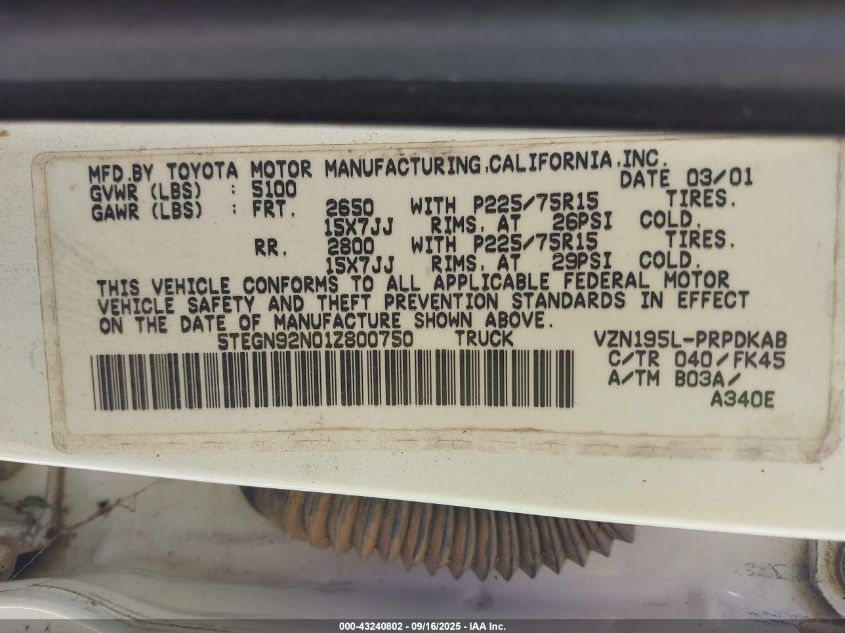 MFD.BY TOYOTA MOTOR MANUFACTURING,CALIFORNIA,INC.
GVWR (LBS) : 5100 DATE 03/01
GAWR (LBS) : FRT. 2650 WITH P225/75R15 TIRES.
15X7JJ RIMS, AT 26PSI COLD.
RR. 2800 WITH P225/75R15 TIRES.
15X7JJ RIMS, AT 29PSI COLD.
THIS VEHICLE CONFORMS TO ALL APPLICABLE FEDERAL MOTOR
VEHICLE SAFETY AND THEFT PREVENTION STANDARDS IN EFFECT
ON THE DATE OF MANUFACTURE SHOWN ABOVE.
5TEGN92N01Z800750 TRUCK VZN195L-PRPDKAB
C/TR 040/FK45
A/TM B03A/
A340E
000-43240802 - 09/16/2025 - IAA Inc.